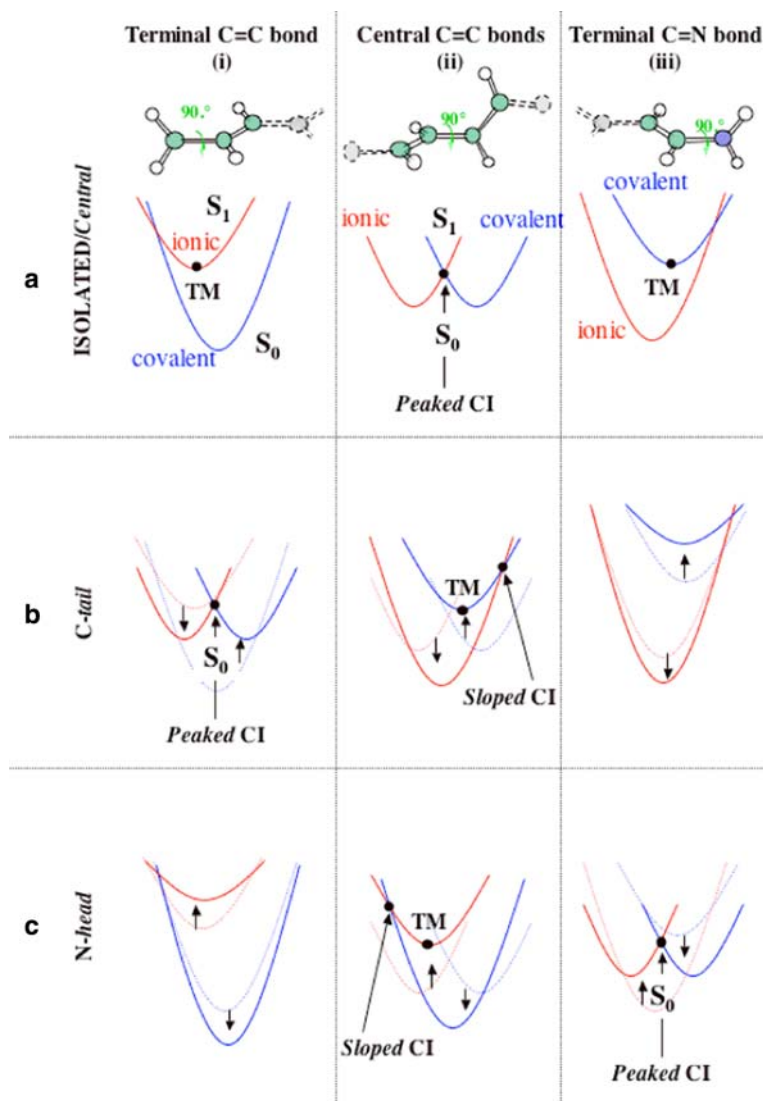 Terminal C=C bond
(i)
Central C=C bonds
(ii)
Terminal C=N bond
(iii)
90.°
90°
90°
a
ISOLATED/Central
S1
ionic
TM
covalent
S0
ionic
S1
covalent
S0
Peaked CI
covalent
TM
ionic
b
C-tail
S0
Peaked CI
TM
Sloped CI
c
N-head
TM
Sloped CI
S0
Peaked CI